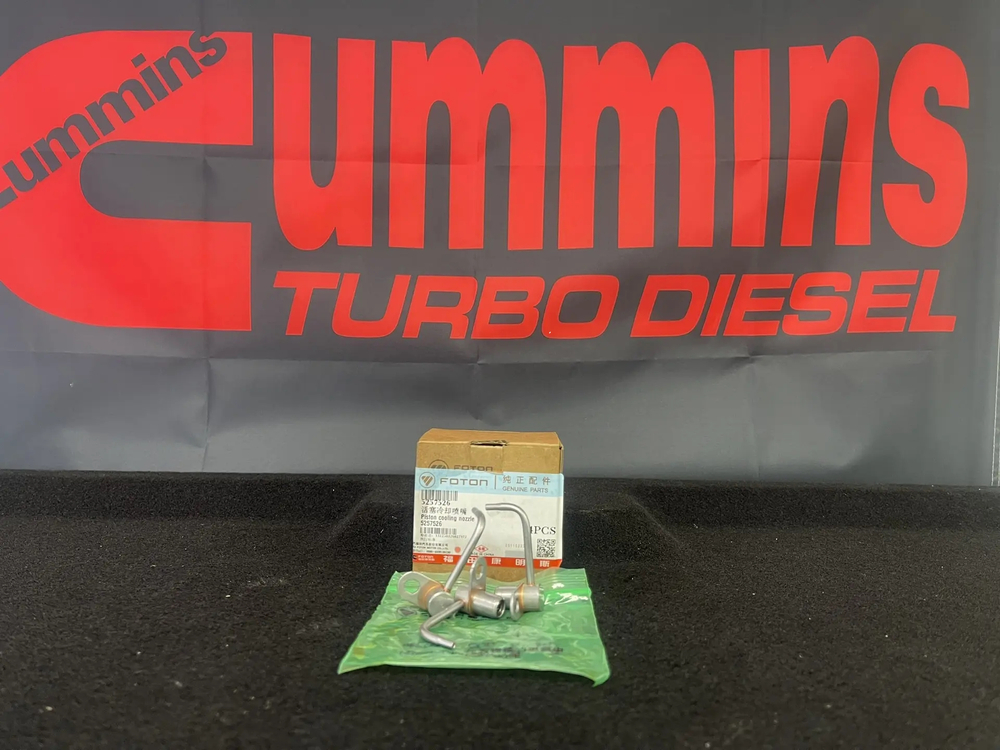 Cummins
Cummins
TURBO DIESEL
FOTON
FOTON
纯正配件
GENUINE PARTS
5257526
活塞冷却喷嘴
Piston cooling nozzle
5257526
4PCS